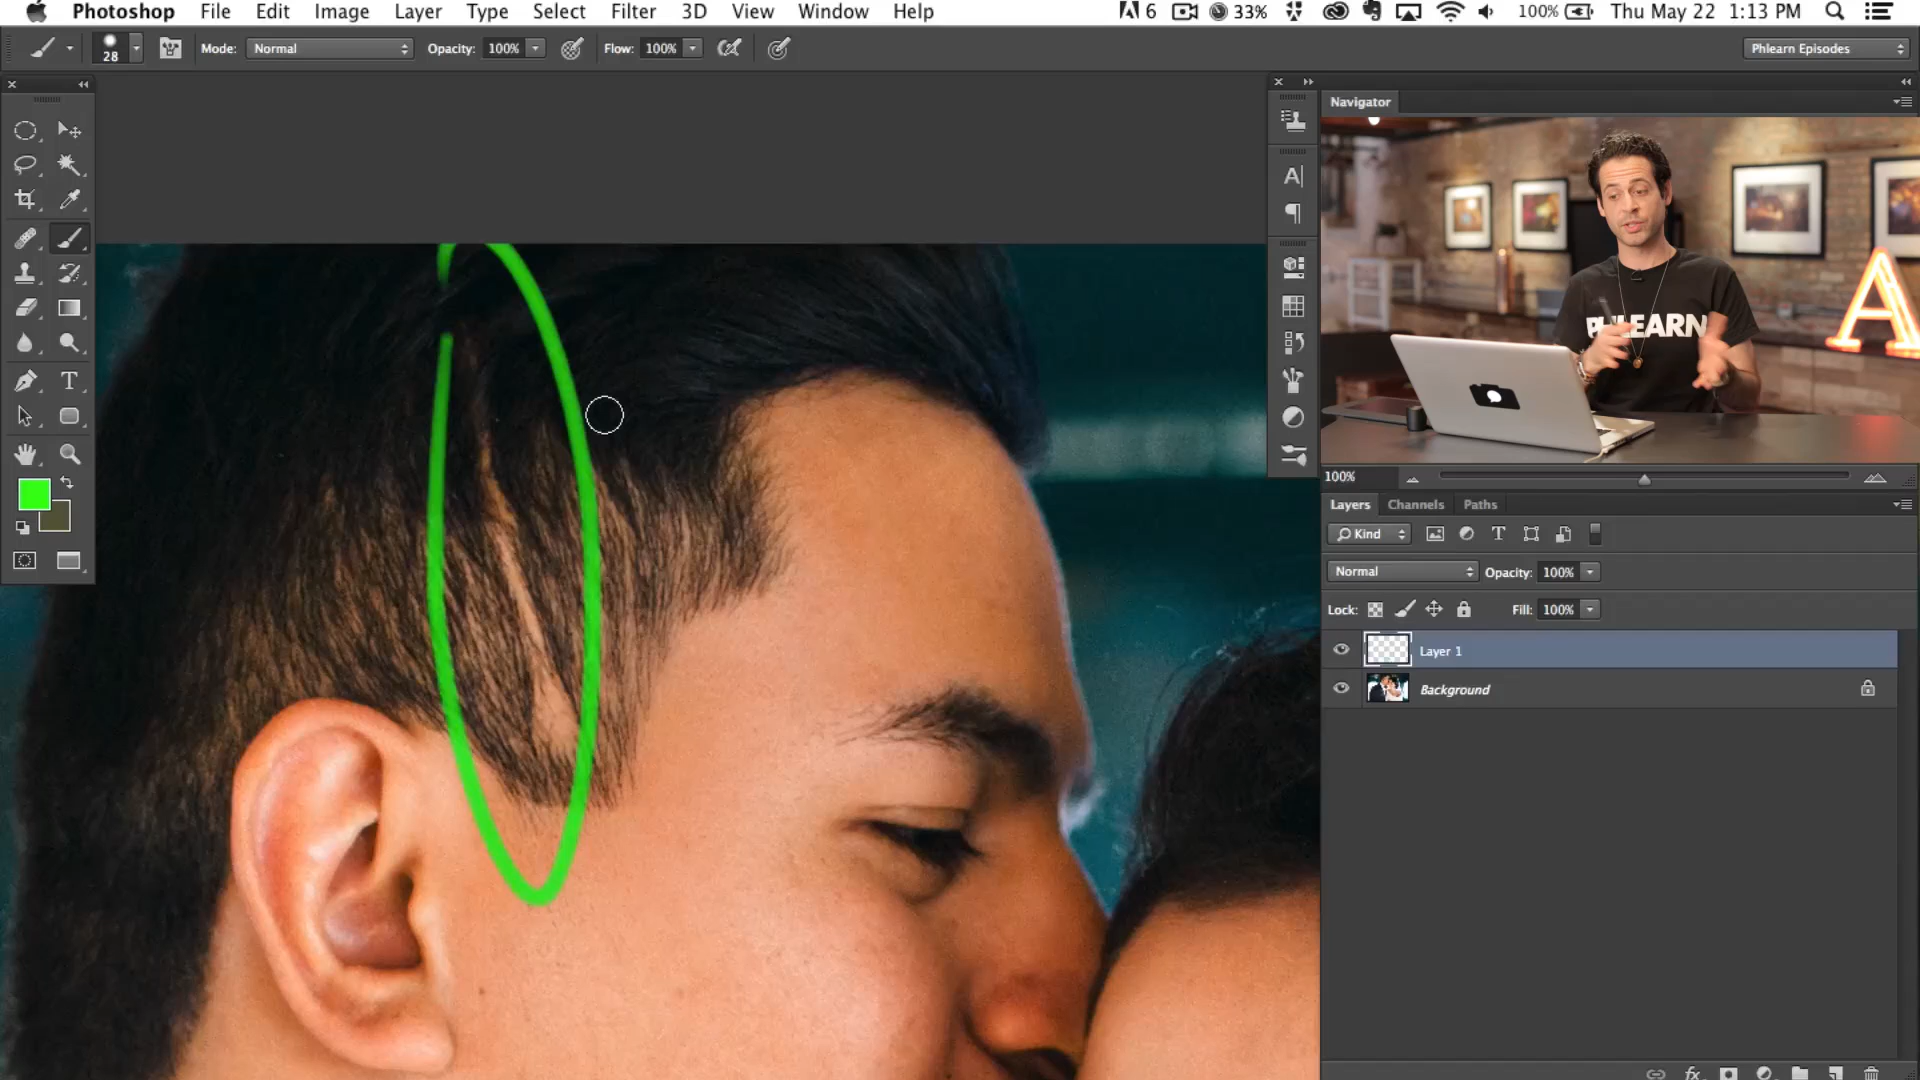 Photoshop File Edit Image Layer Type Select Filter 3D View Window Help 6 33% 100% Thu May 22 1:13 PM
28 Mode: Normal Opacity: 100% Flow: 100% Phlearn Episodes
Navigator
PHLEARN
A
100%
Layers Channels Paths
Kind
Normal Opacity: 100%
Lock: Fill: 100%
Layer 1
Background
fx